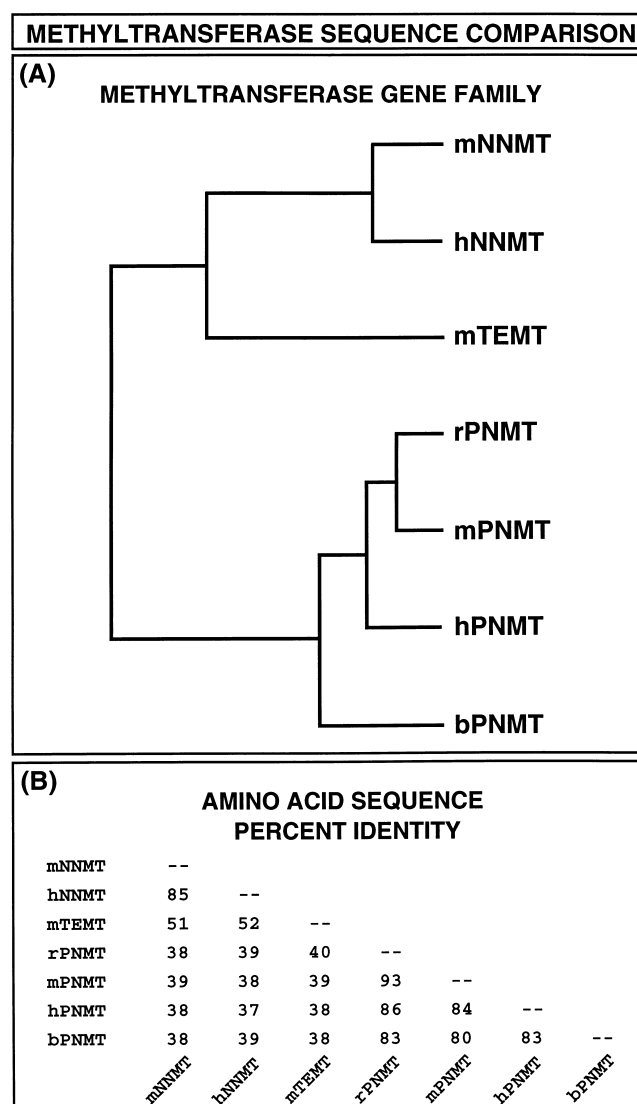 METHYLTRANSFERASE SEQUENCE COMPARISON
(A)
METHYLTRANSFERASE GENE FAMILY
mNNMT
hNNMT
mTEMT
rPNMT
mPNMT
hPNMT
bPNMT
(B)
AMINO ACID SEQUENCE
PERCENT IDENTITY
mNNMT --
hNNMT 85 --
mTEMT 51 52 --
rPNMT 38 39 40 --
mPNMT 39 38 39 93 --
hPNMT 38 37 38 86 84 --
bPNMT 38 39 38 83 80 83 --
mNNMT hNNMT mTEMT rPNMT mPNMT hPNMT bPNMT